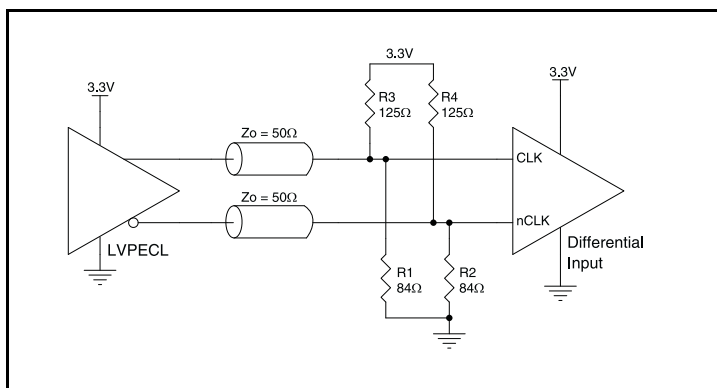 3.3V
3.3V
3.3V
R3
125Ω
R4
125Ω
Zo = 50Ω
CLK
Zo = 50Ω
nCLK
LVPECL
Differential
Input
R1
84Ω
R2
84Ω